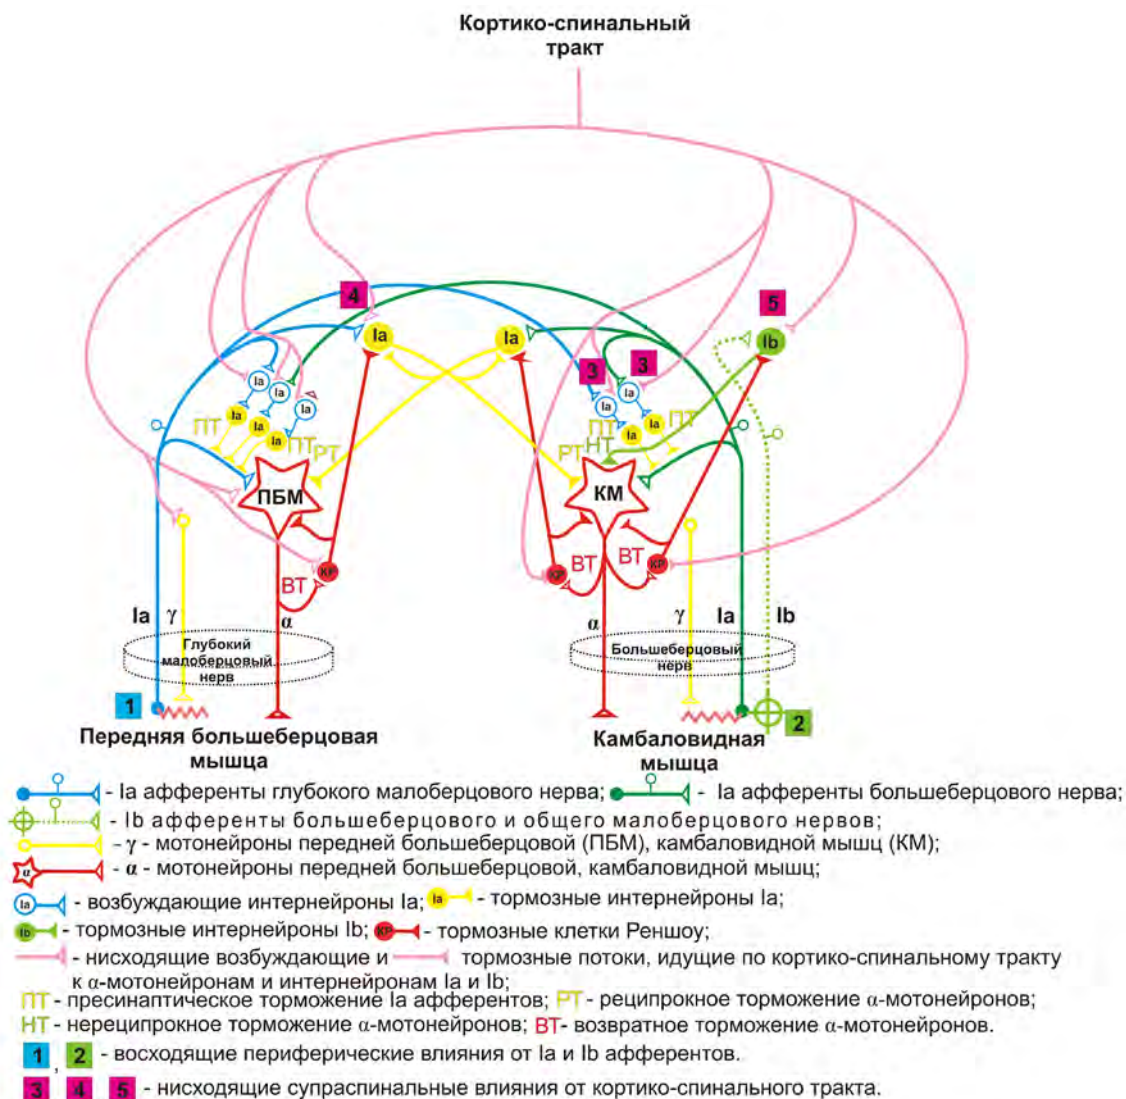 Кортико-спинальный
тракт
4
5
Ia
Ia
Ib
3
3
Ia
Ia
Ia
Ia
Ia
Ia
Ia
Ia
Ia
Ia
ПТ
ПТ
РТ
ПТ
ПТ
РТ
НТ
ПБМ
КМ
ВТ
КР
КР
ВТ
ВТ
КР
Ia
γ
α
α
γ
Ia
Ib
Глубокий
малоберцовый
нерв
Большеберцовый
нерв
1
2
Передняя большеберцовая
мышца
Камбаловидная
мышца
- Ia афференты глубокого малоберцового нерва; - Ia афференты большеберцового нерва;
- Ib афференты большеберцового и общего малоберцового нервов;
- γ - мотонейроны передней большеберцовой (ПБМ), камбаловидной мышц (КМ);
α - α - мотонейроны передней большеберцовой, камбаловидной мышц;
Ia - возбуждающие интернейроны Ia; Ia - тормозные интернейроны Ia;
Ib - тормозные интернейроны Ib; КР - тормозные клетки Реншоу;
- нисходящие возбуждающие и тормозные потоки, идущие по кортико-спинальному тракту
к α-мотонейронам и интернейронам Ia и Ib;
ПТ - пресинаптическое торможение Ia афферентов; РТ - реципрокное торможение α-мотонейронов;
НТ - нереципрокное торможение α-мотонейронов; ВТ- возвратное торможение α-мотонейронов.
1 , 2 - восходящие периферические влияния от Ia и Ib афферентов.
3 4 5 - нисходящие супраспинальные влияния от кортико-спинального тракта.